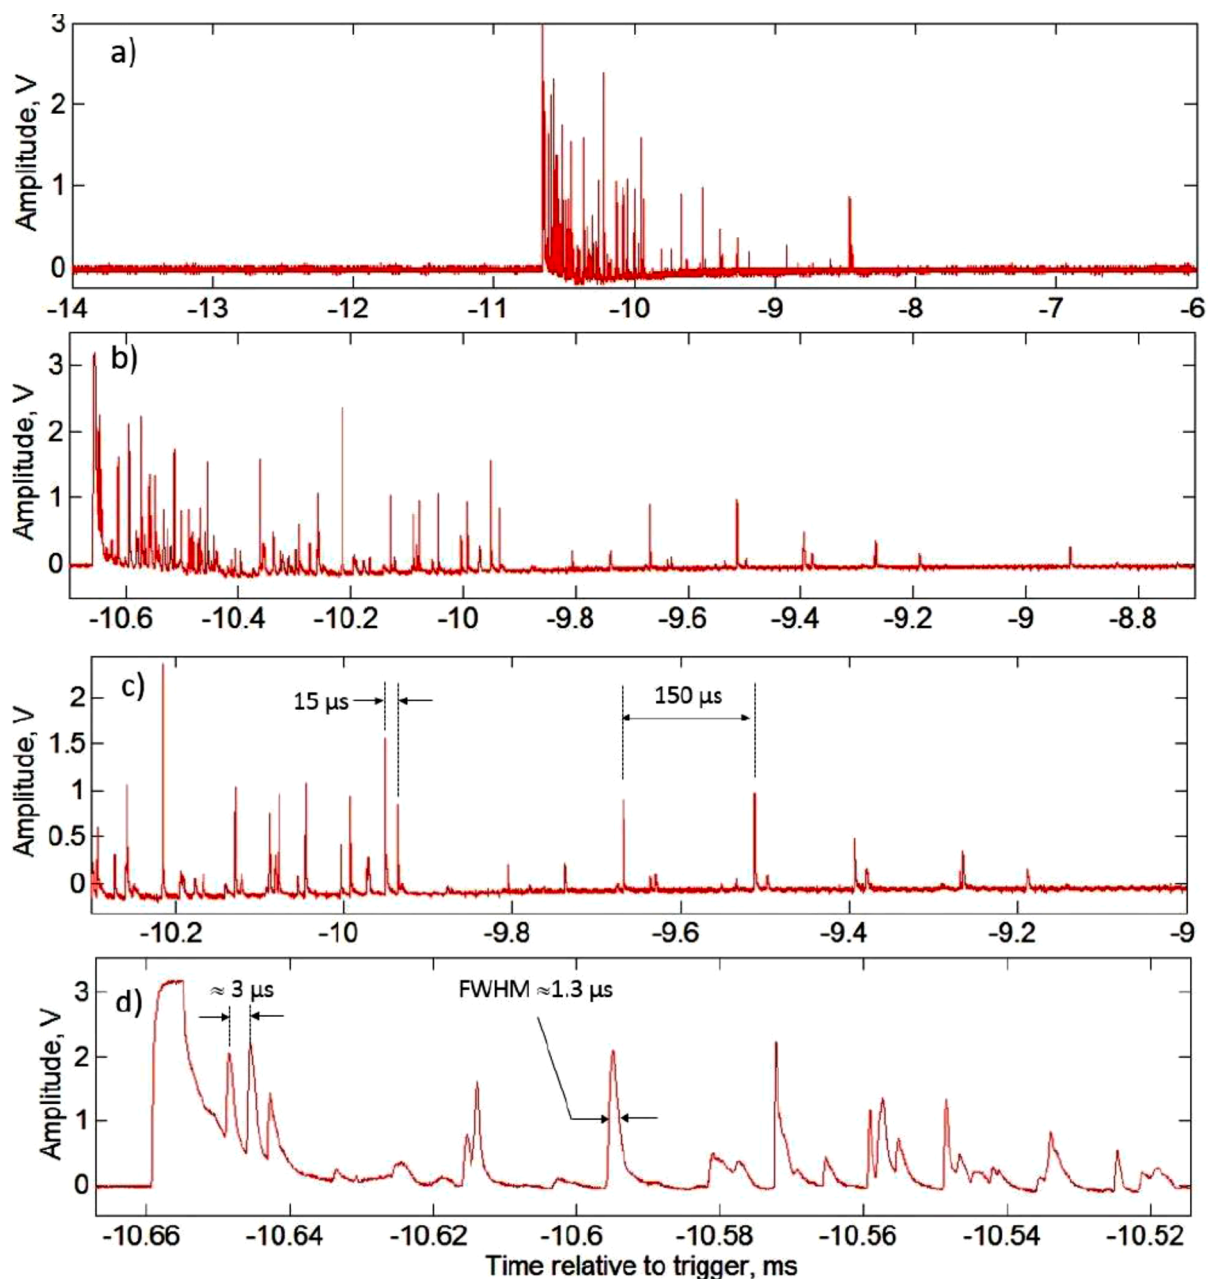 a)
Amplitude, V
3
2
1
0
-14 -13 -12 -11 -10 -9 -8 -7 -6
b)
Amplitude, V
3
2
1
0
-10.6 -10.4 -10.2 -10 -9.8 -9.6 -9.4 -9.2 -9 -8.8
c)
15 µs
150 µs
Amplitude, V
2
1.5
1
0.5
0
-10.2 -10 -9.8 -9.6 -9.4 -9.2 -9
d)
≈ 3 µs
FWHM ≈1.3 µs
Amplitude, V
3
2
1
0
-10.66 -10.64 -10.62 -10.6 -10.58 -10.56 -10.54 -10.52
Time relative to trigger, ms